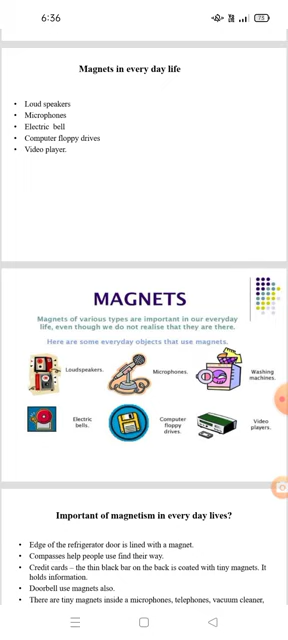 6:36
75
Magnets in every day life
• Loud speakers
• Microphones
• Electric bell
• Computer floppy drives
• Video player.
MAGNETS
Magnets of various types are important in our everyday
life, even though we do not realise that they are there.
Here are some everyday objects that use magnets.
Loudspeakers.
Microphones.
Washing
machines.
Electric
bells.
Computer
floppy
drives.
Video
players.
Important of magnetism in every day lives?
• Edge of the refrigerator door is lined with a magnet.
• Compasses help people use find their way.
• Credit cards – the thin black bar on the back is coated with tiny magnets. It
holds information.
• Doorbell use magnets also.
• There are tiny magnets inside a microphones, telephones, vacuum cleaner,